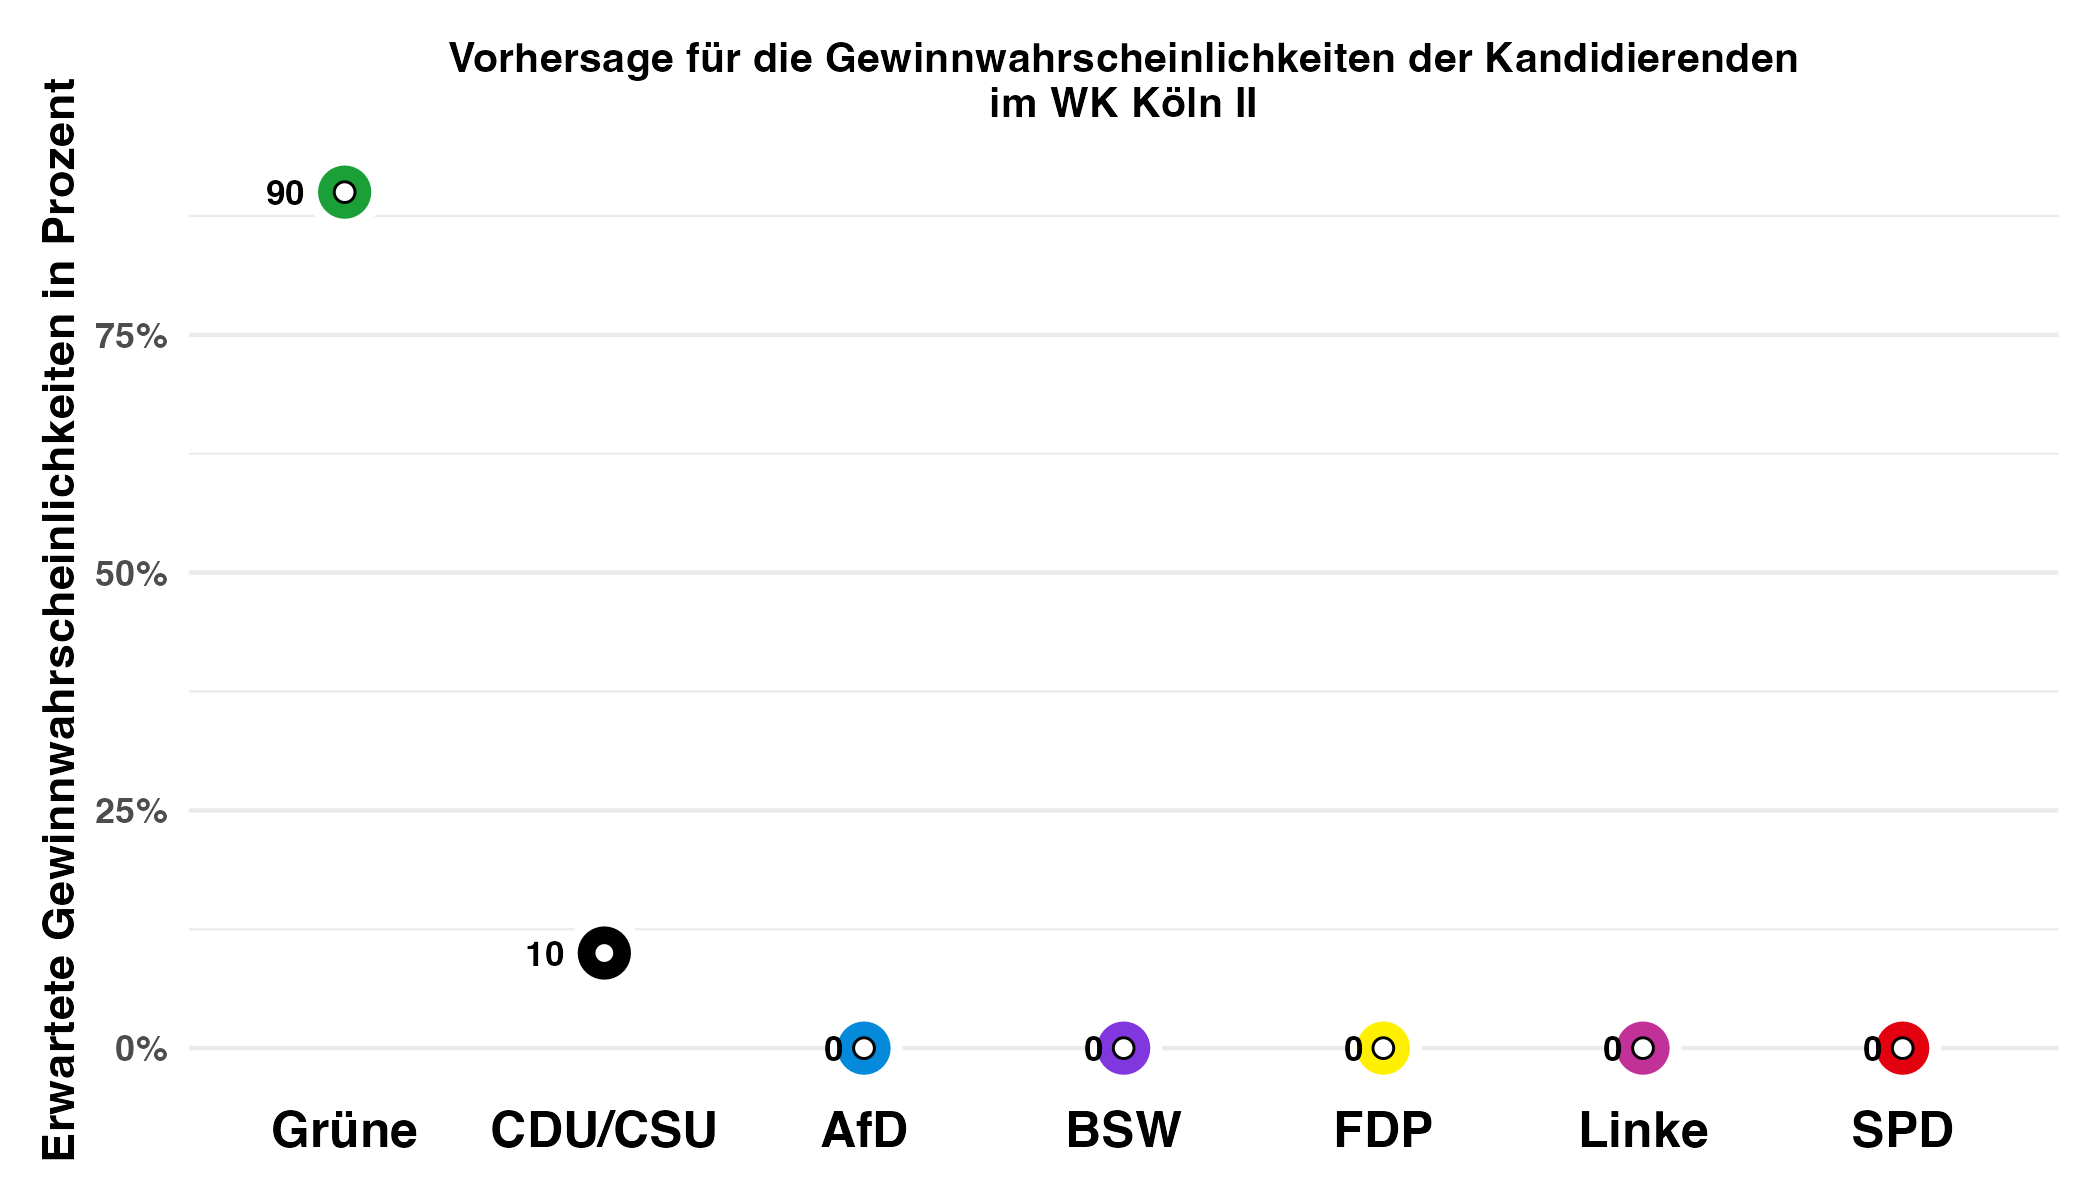 Vorhersage für die Gewinnwahrscheinlichkeiten der Kandidierenden
im WK Köln II
Erwartete Gewinnwahrscheinlichkeiten in Prozent
90
75%
50%
25%
10
0%
0
0
0
0
0
Grüne
CDU/CSU
AfD
BSW
FDP
Linke
SPD